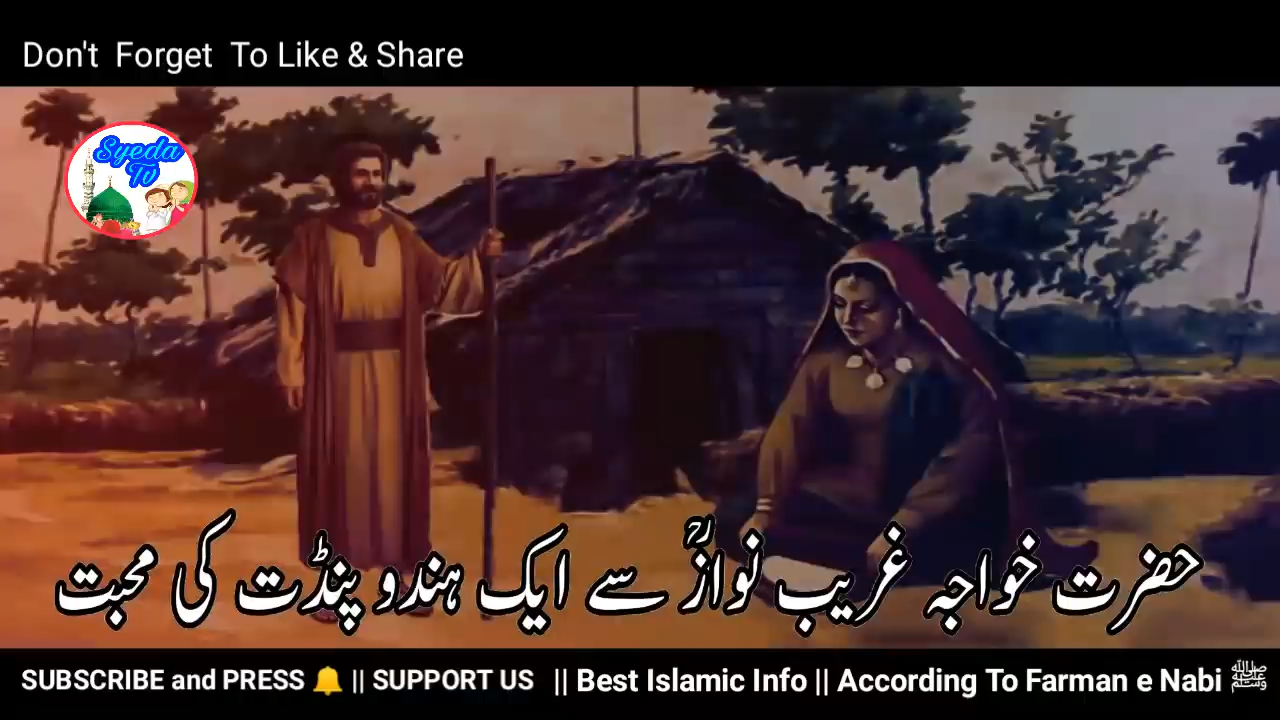 Don't Forget To Like & Share
Syeda
Tv
حضرت خواجہ غریب نوازؒ سے ایک ہندو پنڈت کی محبت
SUBSCRIBE and PRESS 🔔 || SUPPORT US || Best Islamic Info || According To Farman e Nabi ﷺ